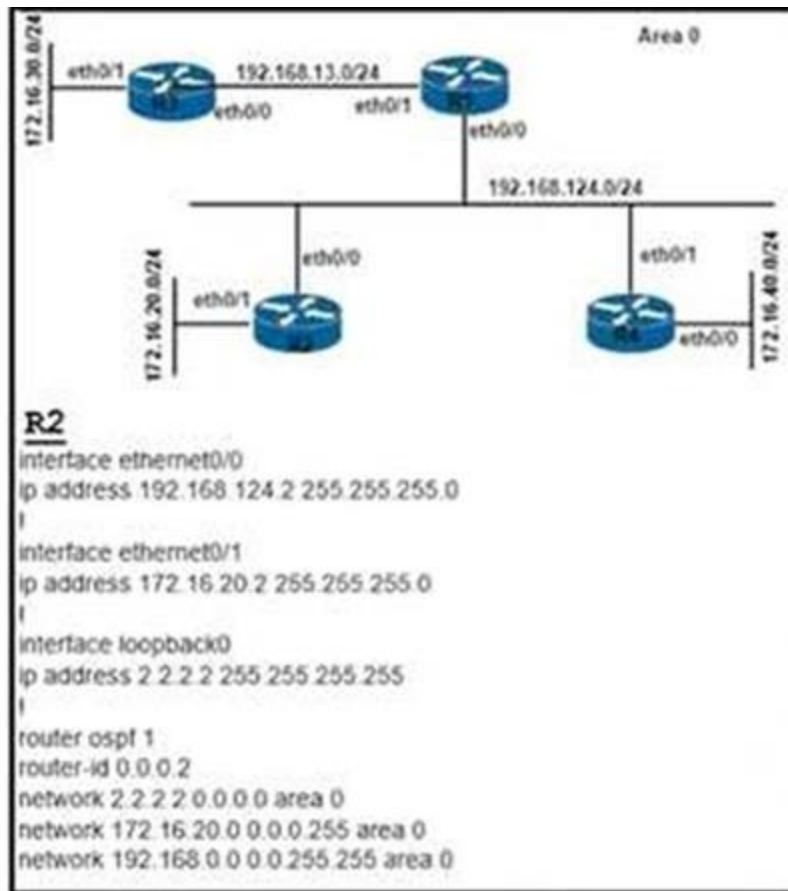 Area 0
172.16.30.0/24
eth0/1
192.168.13.0/24
eth0/0
eth0/1
eth0/0
192.168.124.0/24
eth0/0
eth0/1
172.16.20.0/24
eth0/1
eth0/0
172.16.40.0/24
R2
interface ethernet0/0
ip address 192.168.124.2 255.255.255.0
!
interface ethernet0/1
ip address 172.16.20.2 255.255.255.0
!
interface loopback0
ip address 2.2.2.2 255.255.255.255
!
router ospf 1
router-id 0.0.0.2
network 2.2.2.2 0.0.0.0 area 0
network 172.16.20.0 0.0.0.255 area 0
network 192.168.0.0 0.0.255.255 area 0